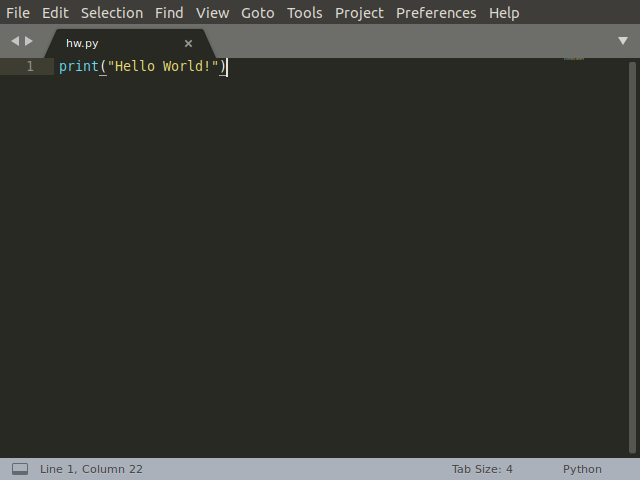 File Edit Selection Find View Goto Tools Project Preferences Help
hw.py
1 print("Hello World!")
Line 1, Column 22 Tab Size: 4 Python